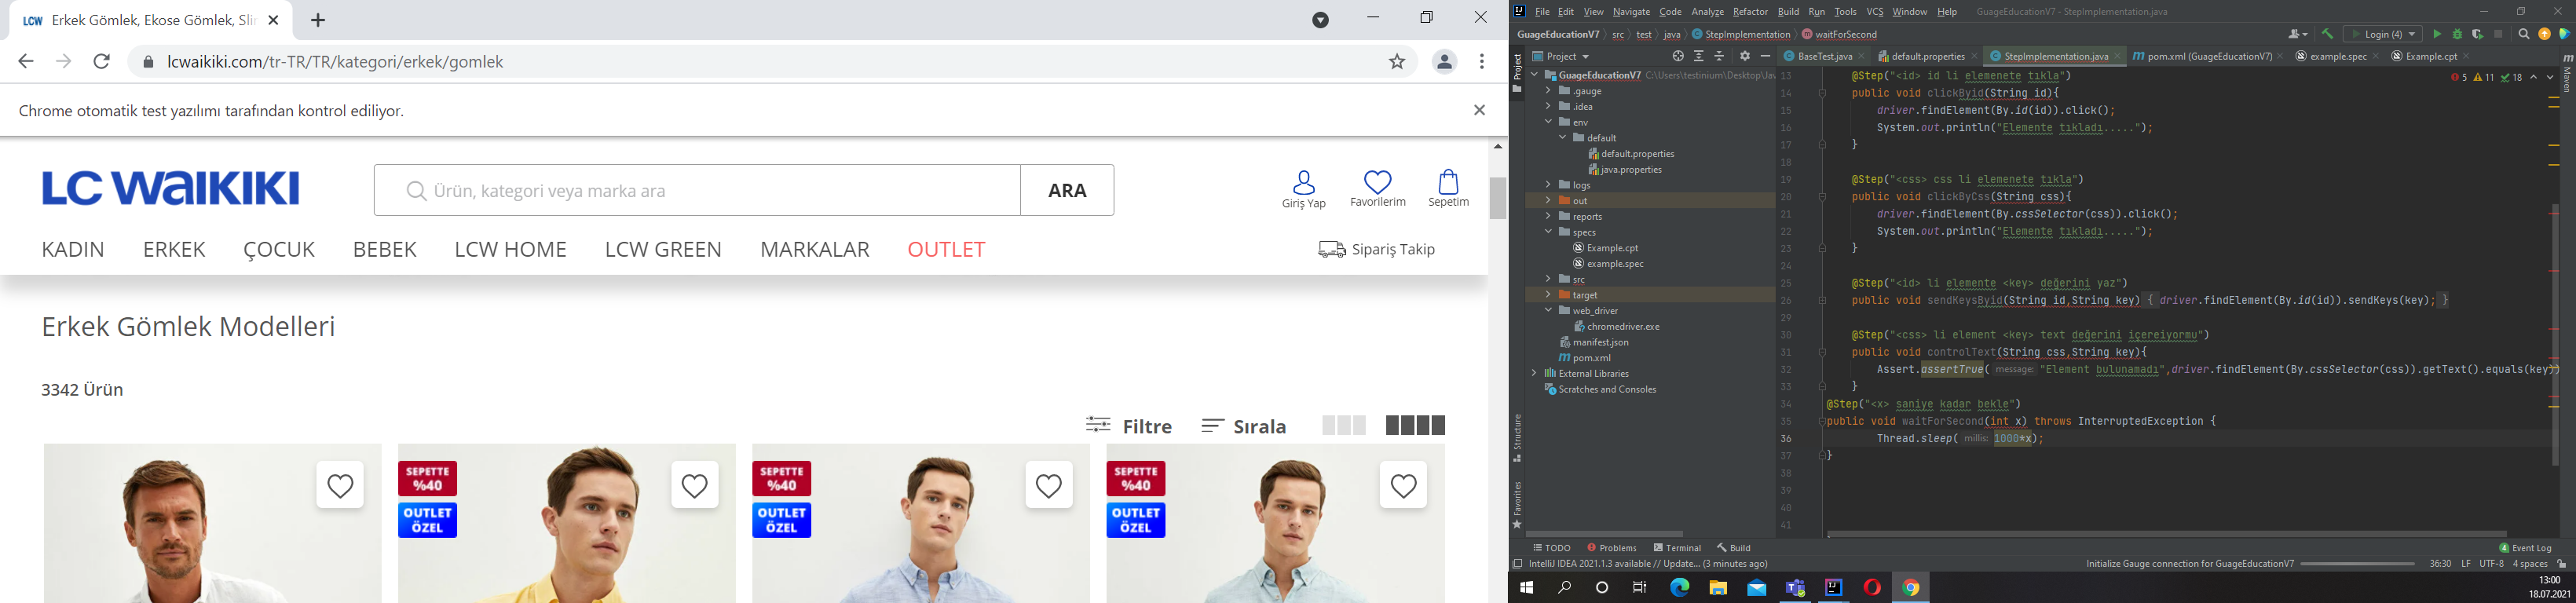 LCW Erkek Gömlek, Ekose Gömlek, Slin
lcwaikiki.com/tr-TR/TR/kategori/erkek/gomlek
Chrome otomatik test yazılımı tarafından kontrol ediliyor.
LC WAIKIKI
Ürün, kategori veya marka ara
ARA
Giriş Yap
Favorilerim
Sepetim
KADIN ERKEK ÇOCUK BEBEK LCW HOME LCW GREEN MARKALAR OUTLET
Sipariş Takip
Erkek Gömlek Modelleri
3342 Ürün
Filtre
Sırala
SEPETTE
%40
OUTLET
ÖZEL
SEPETTE
%40
OUTLET
ÖZEL
SEPETTE
%40
OUTLET
ÖZEL
File Edit View Navigate Code Analyze Refactor Build Run Tools VCS Window Help GuageEducationV7 - StepImplementation.java
GuageEducationV7 src test java StepImplementation waitForSecond
Login (4)
Project
BaseTest.java default.properties StepImplementation.java pom.xml (GuageEducationV7) example.spec Example.cpt
Project
Structure
Favorites
Maven
GuageEducationV7 C:\Users\testinium\Desktop\Jav
.gauge
.idea
env
default
default.properties
java.properties
logs
out
reports
specs
Example.cpt
example.spec
src
target
web_driver
chromedriver.exe
manifest.json
pom.xml
External Libraries
Scratches and Consoles
5 11 18
13 @Step("<id> id li elemenete tıkla")
14 public void clickByid(String id){
15 driver.findElement(By.id(id)).click();
16 System.out.println("Elemente tıkladı.....");
17 }
18
19 @Step("<css> css li elemenete tıkla")
20 public void clickByCss(String css){
21 driver.findElement(By.cssSelector(css)).click();
22 System.out.println("Elemente tıkladı.....");
23 }
24
25 @Step("<id> li elemente <key> değerini yaz")
26 public void sendKeysByid(String id,String key) { driver.findElement(By.id(id)).sendKeys(key); }
29
30 @Step("<css> li element <key> text değerini içereiyormu")
31 public void controlText(String css,String key){
32 Assert.assertTrue( message: "Element bulunamadı",driver.findElement(By.cssSelector(css)).getText().equals(key))
33 }
34 @Step("<x> saniye kadar bekle")
35 public void waitForSecond(int x) throws InterruptedException {
36 Thread.sleep( millis: 1000*x);
37 }
38
39
40
41
TODO Problems Terminal Build
4 Event Log
IntelliJ IDEA 2021.1.3 available // Update... (3 minutes ago)
Initialize Gauge connection for GuageEducationV7
36:30 LF UTF-8 4 spaces
13:00
18.07.2021